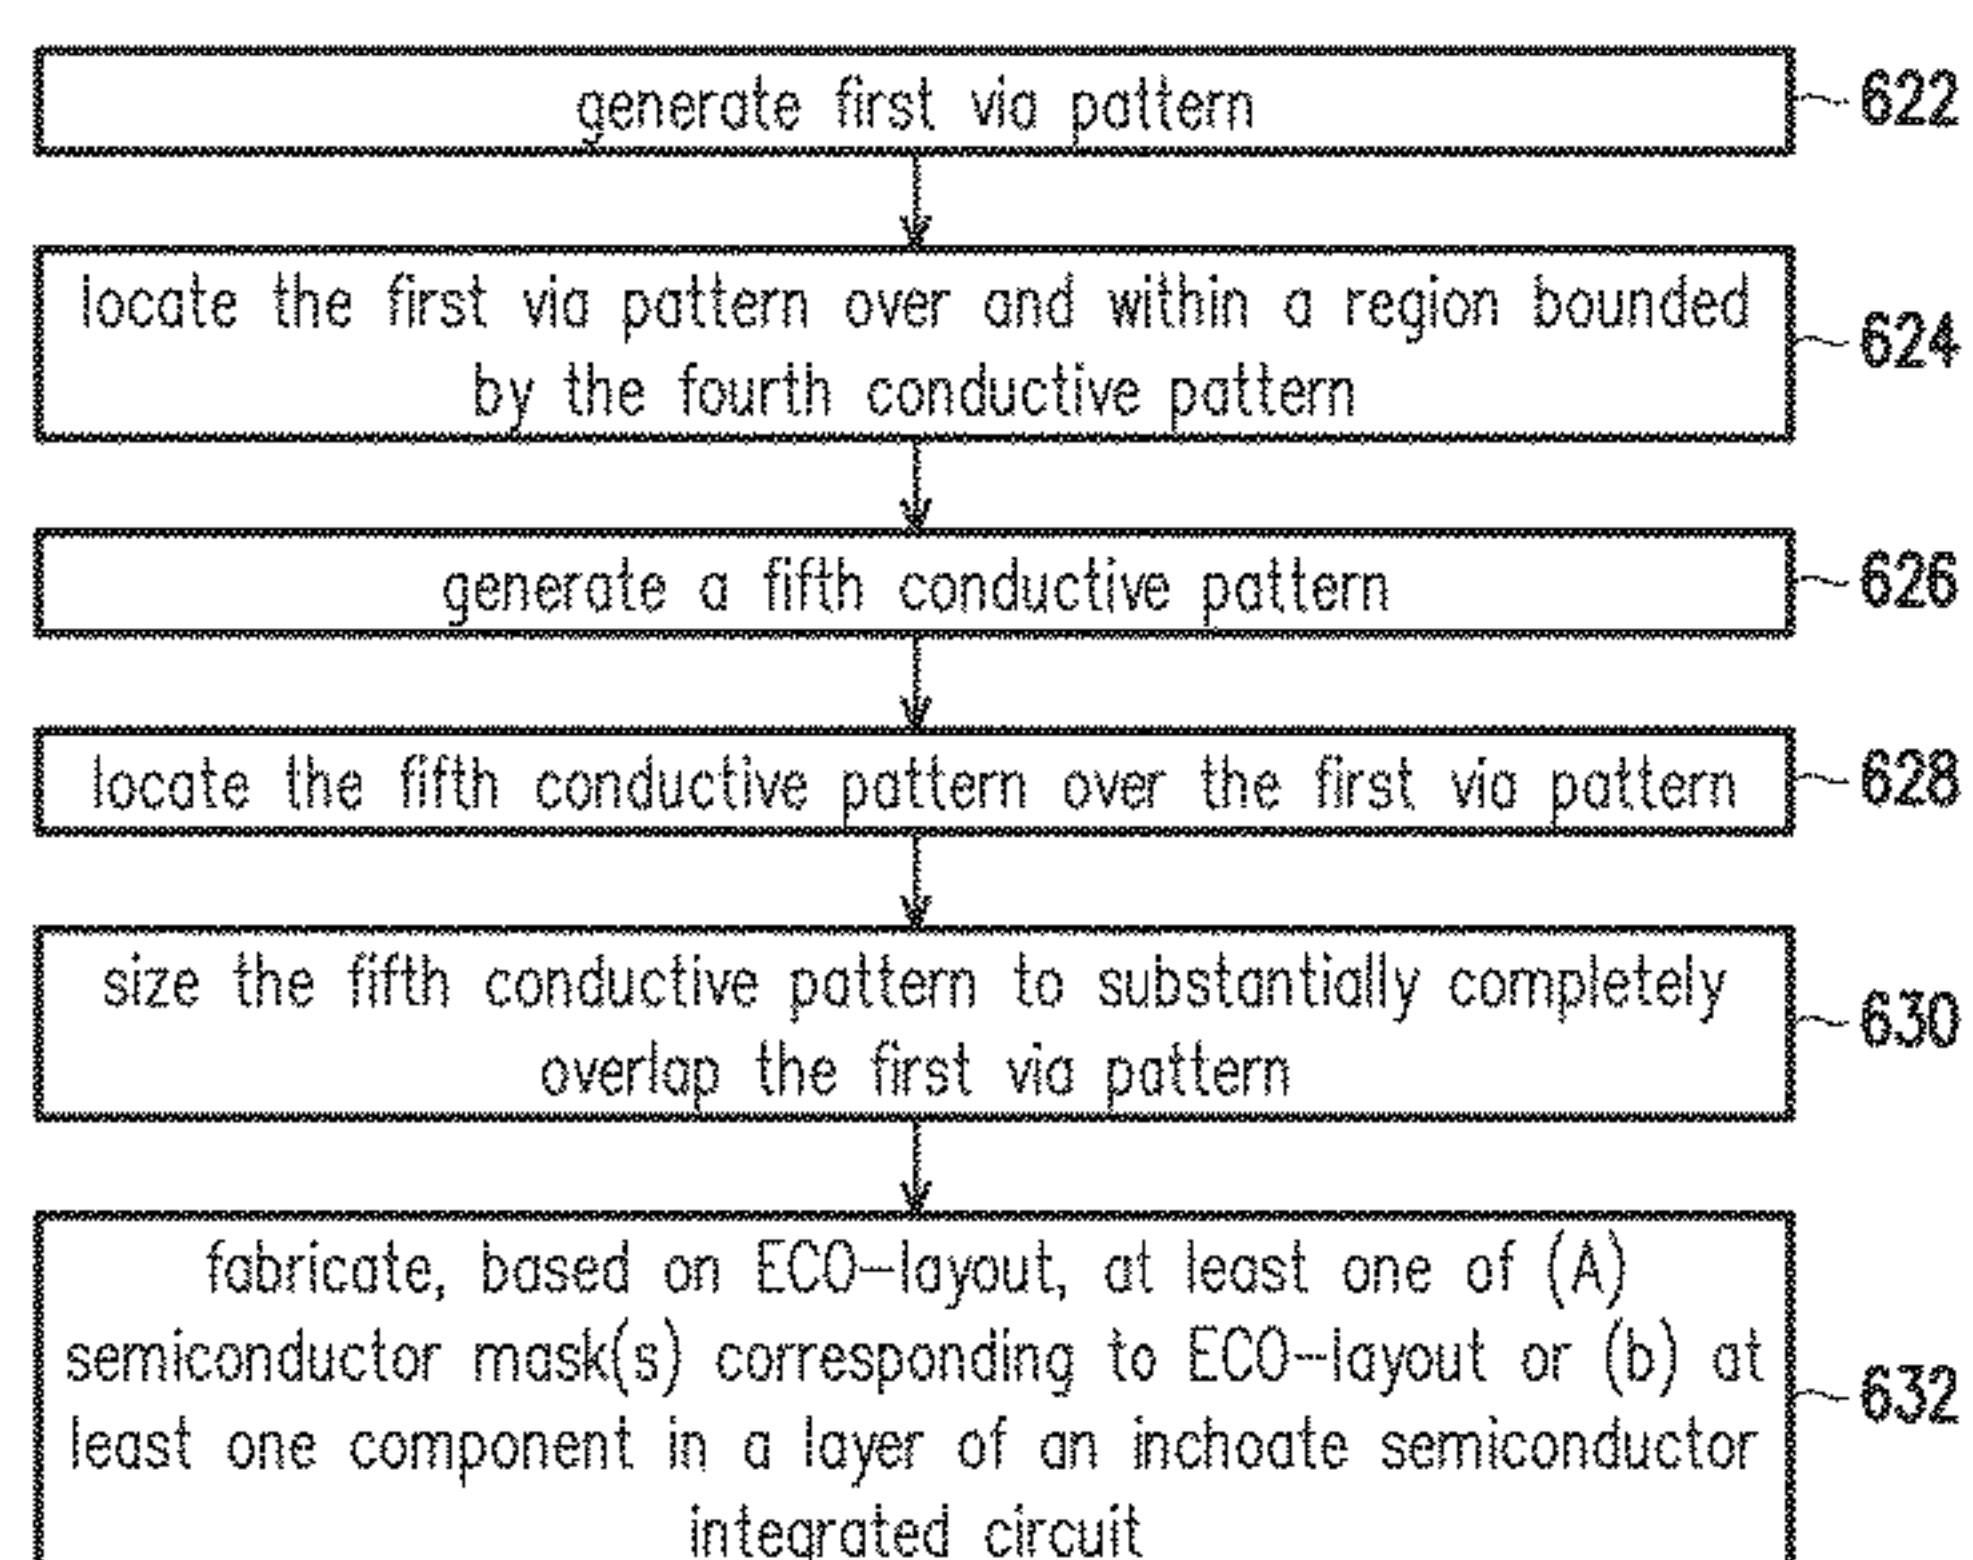 generate first via pattern
622
locate the first via pattern over and within a region bounded
by the fourth conductive pattern
624
generate a fifth conductive pattern
626
locate the fifth conductive pattern over the first via pattern
628
size the fifth conductive pattern to substantially completely
overlap the first via pattern
630
fabricate, based on ECO-layout, at least one of (A)
semiconductor mask(s) corresponding to ECO-layout or (b) at
least one component in a layer of an inchoate semiconductor
integrated circuit
632